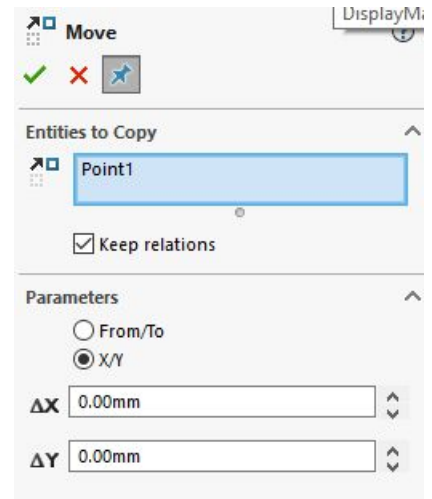 DisplayMa
Move
Entities to Copy
Point1
Keep relations
Parameters
From/To
X/Y
ΔX 0.00mm
ΔY 0.00mm